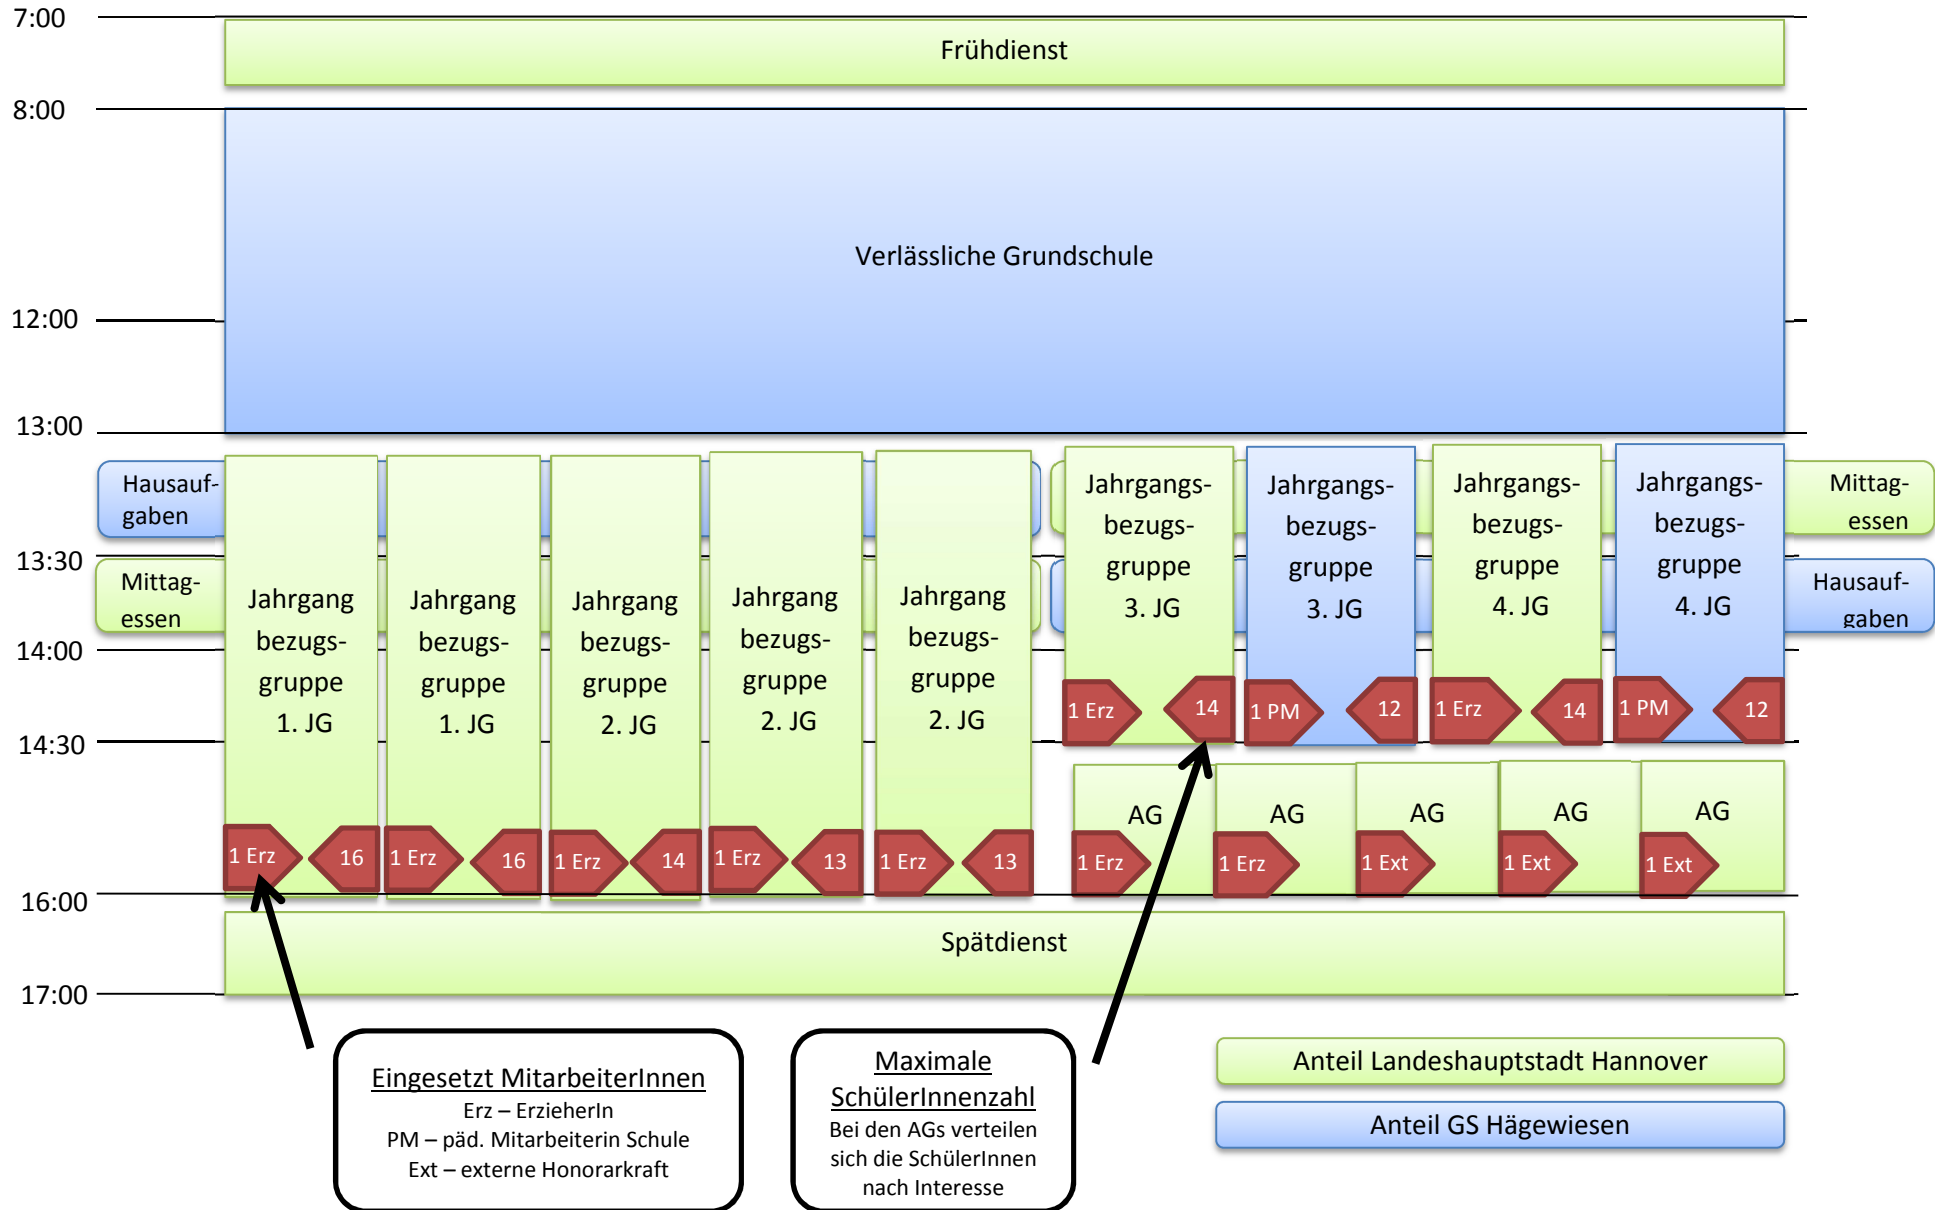 7:00
Frühdienst
8:00
Verlässliche Grundschule
12:00
13:00
Hausauf-
gaben
13:30
Mittag-
essen
14:00
14:30
16:00
17:00
Jahrgang
bezugs-
gruppe
1. JG
1 Erz
16
Jahrgang
bezugs-
gruppe
1. JG
1 Erz
16
Jahrgang
bezugs-
gruppe
2. JG
1 Erz
14
Jahrgang
bezugs-
gruppe
2. JG
1 Erz
13
Jahrgang
bezugs-
gruppe
2. JG
1 Erz
13
Jahrgangs-
bezugs-
gruppe
3. JG
1 Erz
14
Jahrgangs-
bezugs-
gruppe
3. JG
1 PM
12
Jahrgangs-
bezugs-
gruppe
4. JG
1 Erz
14
Jahrgangs-
bezugs-
gruppe
4. JG
1 PM
12
Mittag-
essen
Hausauf-
gaben
AG
1 Erz
AG
1 Erz
AG
1 Ext
AG
1 Ext
AG
1 Ext
Spätdienst
Eingesetzt MitarbeiterInnen
Erz – ErzieherIn
PM – päd. Mitarbeiterin Schule
Ext – externe Honorarkraft
Maximale
SchülerInnenzahl
Bei den AGs verteilen
sich die SchülerInnen
nach Interesse
Anteil Landeshauptstadt Hannover
Anteil GS Hägewiesen